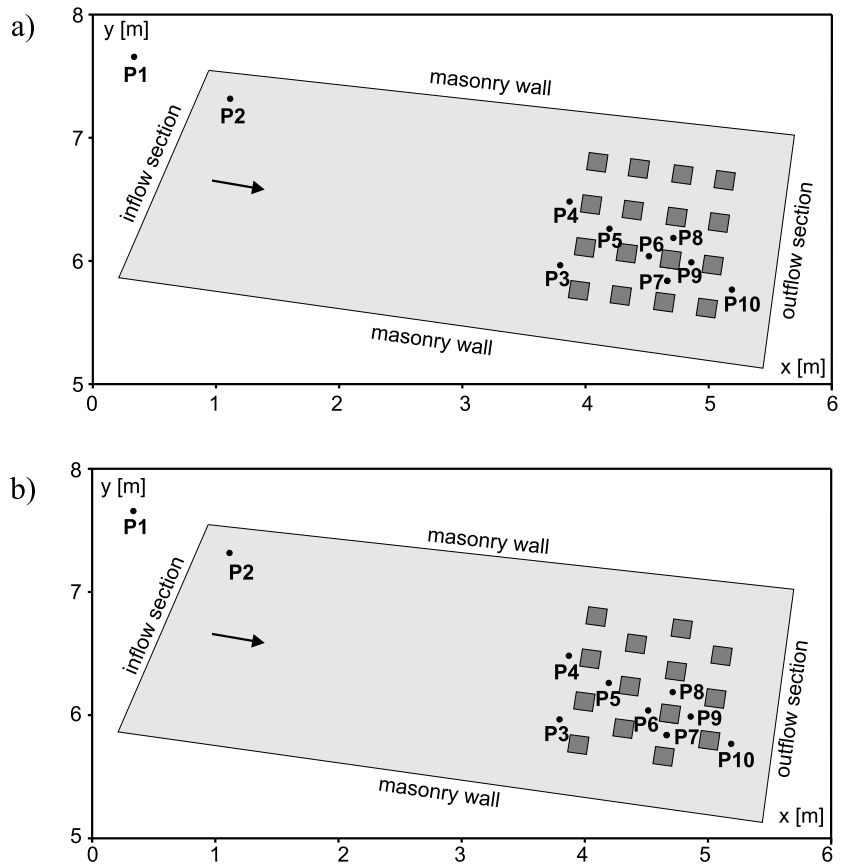 a)
8
y [m]
P1
masonry wall
P2
7
inflow section
P4
P5
P6
P8
6
P3
P7
P9
P10
outflow section
masonry wall
x [m]
5
0 1 2 3 4 5 6
b)
8
y [m]
P1
masonry wall
P2
7
inflow section
P4
P5
P8
P6
P9
6
P3
P7
P10
outflow section
masonry wall
x [m]
5
0 1 2 3 4 5 6